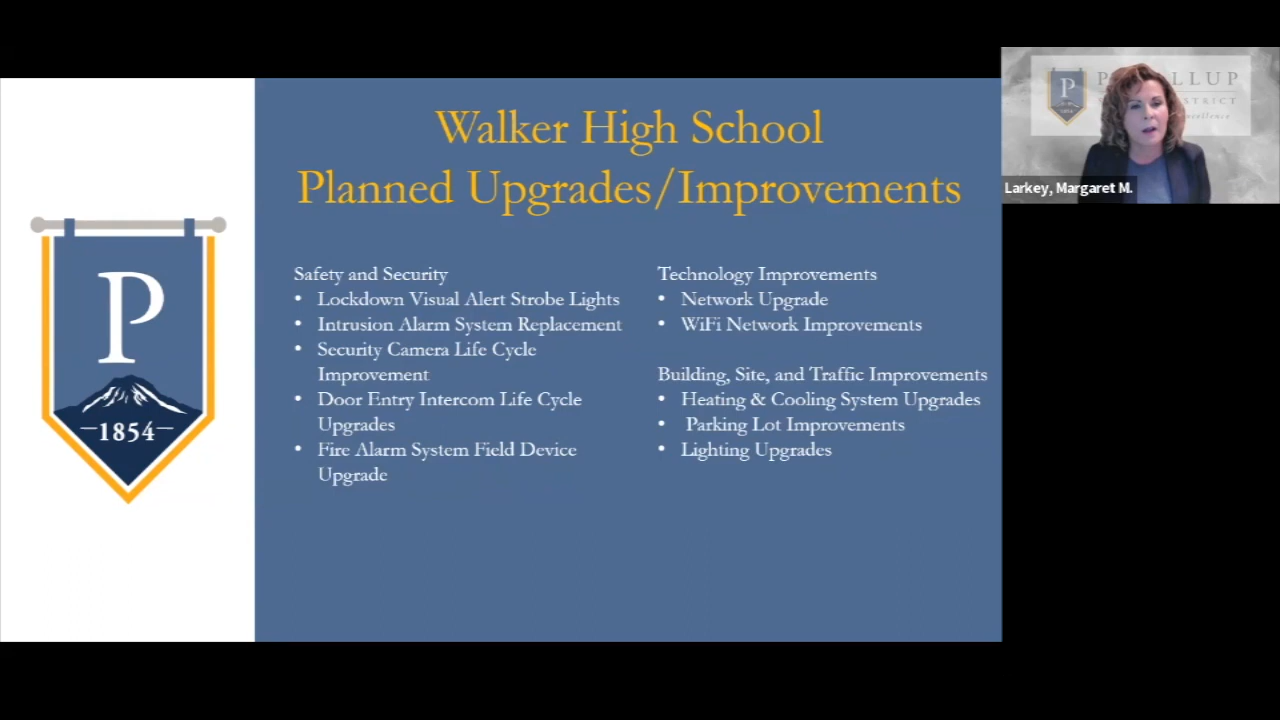 Walker High School
Planned Upgrades/Improvements
P
1854
Safety and Security
• Lockdown Visual Alert Strobe Lights
• Intrusion Alarm System Replacement
• Security Camera Life Cycle
Improvement
• Door Entry Intercom Life Cycle
Upgrades
• Fire Alarm System Field Device
Upgrade
Technology Improvements
• Network Upgrade
• WiFi Network Improvements
Building, Site, and Traffic Improvements
• Heating & Cooling System Upgrades
• Parking Lot Improvements
• Lighting Upgrades
P
Larkey, Margaret M.